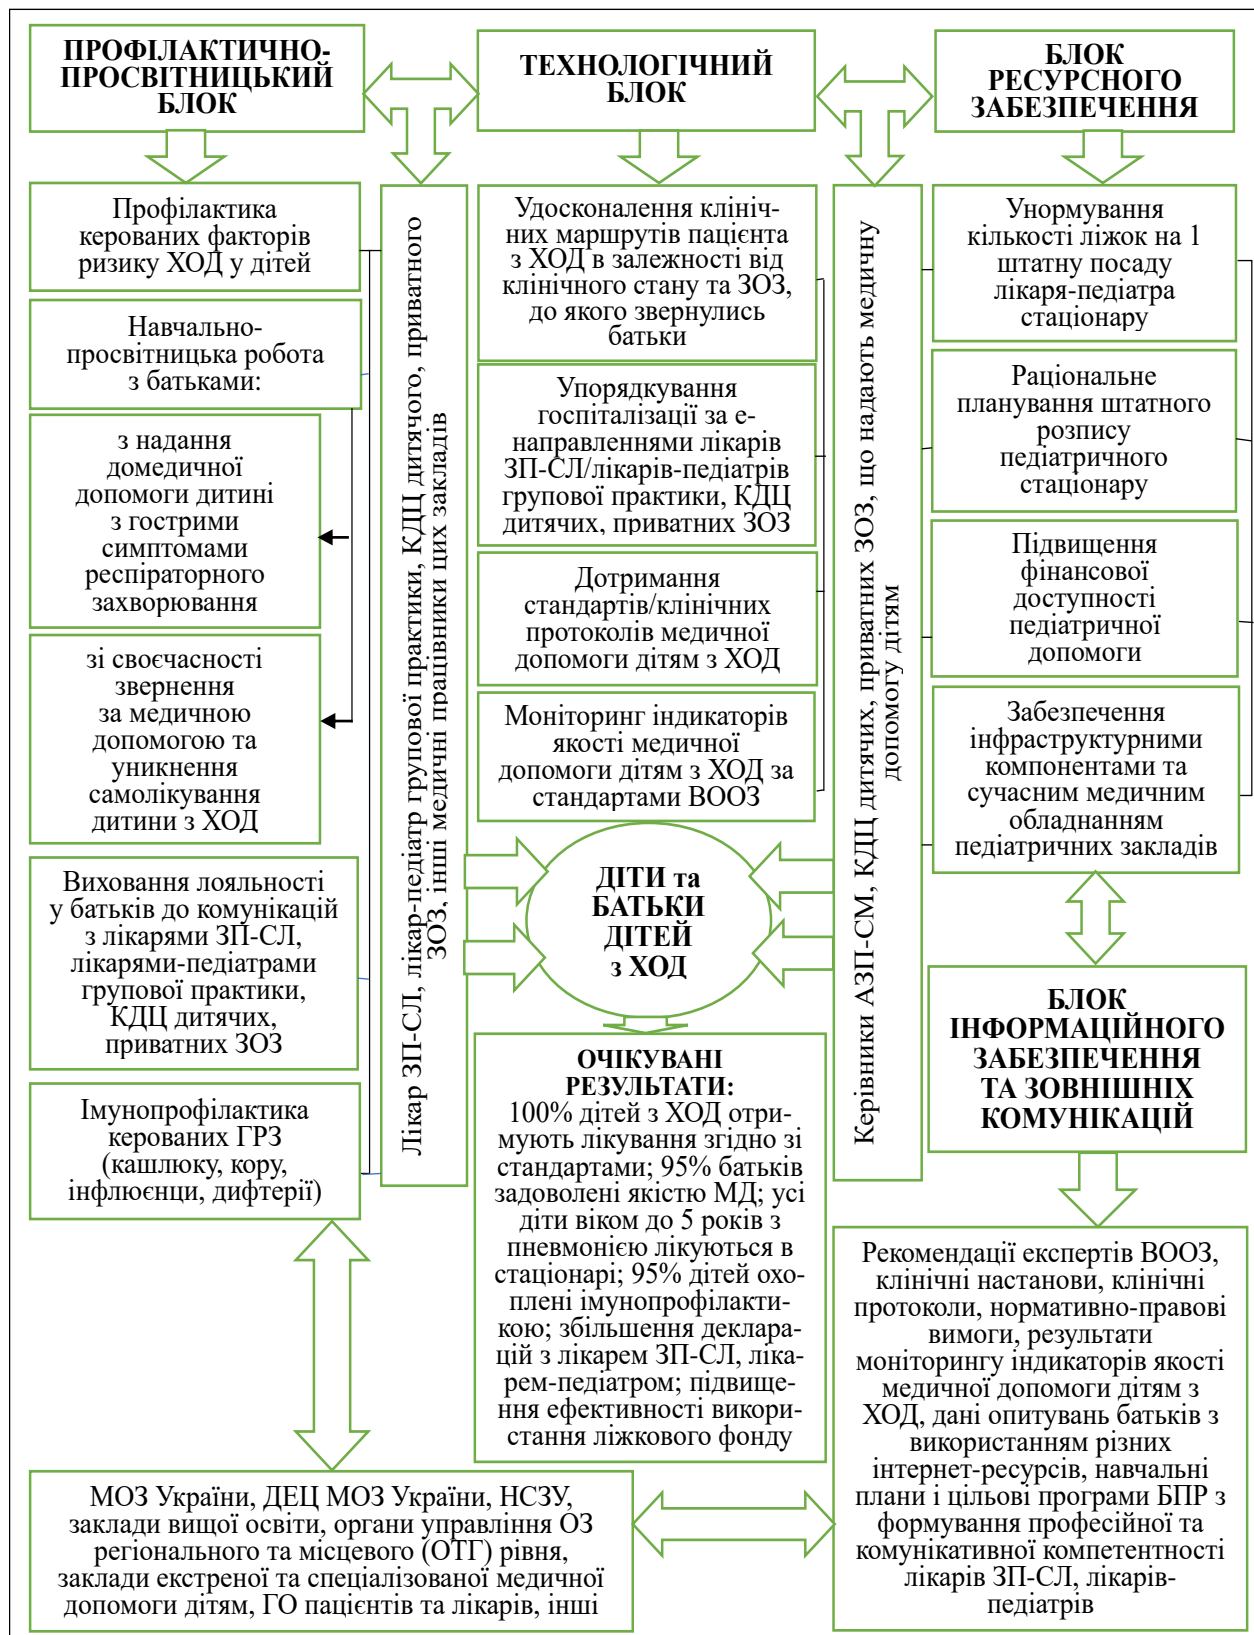 ПРОФІЛАКТИЧНО-
ПРОСВІТНИЦЬКИЙ
БЛОК
ТЕХНОЛОГІЧНИЙ
БЛОК
БЛОК
РЕСУРСНОГО
ЗАБЕЗПЕЧЕННЯ
Профілактика
керованих факторів
ризику ХОД у дітей
Навчально-
просвітницька робота
з батьками:
з надання
домедичної
допомоги дитині
з гострими
симптомами
респіраторного
захворювання
зі своєчасності
звернення
за медичною
допомогою та
уникнення
самолікування
дитини з ХОД
Виховання лояльності
у батьків до комунікацій
з лікарями ЗП-СЛ,
лікарями-педіатрами
групової практики,
КДЦ дитячих,
приватних ЗОЗ
Імунопрофілактика
керованих ГРЗ
(кашлюку, кору,
інфлюєнци, дифтерії)
Лікар ЗП-СЛ, лікар-педіатр групової практики, КДЦ дитячого, приватного
ЗОЗ, інші медичні працівники цих закладів
Удосконалення клініч-
них маршрутів пацієнта
з ХОД в залежності від
клінічного стану та ЗОЗ,
до якого звернулись
батьки
Упорядкування
госпіталізації за е-
направленнями лікарів
ЗП-СЛ/лікарів-педіатрів
групової практики, КДЦ
дитячих, приватних ЗОЗ
Дотримання
стандартів/клінічних
протоколів медичної
допомоги дітям з ХОД
Моніторинг індикаторів
якості медичної
допомоги дітям з ХОД за
стандартами ВООЗ
ДІТИ та
БАТЬКИ
ДІТЕЙ
з ХОД
ОЧІКУВАНІ
РЕЗУЛЬТАТИ:
100% дітей з ХОД отри-
мують лікування згідно зі
стандартами; 95% батьків
задоволені якістю МД; усі
діти віком до 5 років з
пневмонією лікуються в
стаціонарі; 95% дітей охо-
плені імунопрофілакти-
кою; збільшення деклара-
цій з лікарем ЗП-СЛ, ліка-
рем-педіатром; підвище-
ння ефективності викори-
стання ліжкового фонду
Керівники АЗП-СМ, КДЦ дитячих, приватних ЗОЗ, що надають медичну
допомогу дітям
Унормування
кількості ліжок на 1
штатну посаду
лікаря-педіатра
стаціонару
Раціональне
планування штатного
розпису
педіатричного
стаціонару
Підвищення
фінансової
доступності
педіатричної
допомоги
Забезпечення
інфраструктурними
компонентами та
сучасним медичним
обладнанням
педіатричних закладів
БЛОК
ІНФОРМАЦІЙНОГО
ЗАБЕЗПЕЧЕННЯ
ТА ЗОВНІШНІХ
КОМУНІКАЦІЙ
Рекомендації експертів ВООЗ,
клінічні настанови, клінічні
протоколи, нормативно-правові
вимоги, результати
моніторингу індикаторів якості
медичної допомоги дітям з
ХОД, дані опитувань батьків з
використанням різних
інтернет-ресурсів, навчальні
плани і цільові програми БПР з
формування професійної та
комунікативної компетентності
лікарів ЗП-СЛ, лікарів-
педіатрів
МОЗ України, ДЕЦ МОЗ України, НСЗУ,
заклади вищої освіти, органи управління ОЗ
регіонального та місцевого (ОТГ) рівня,
заклади екстреної та спеціалізованої медичної
допомоги дітям, ГО пацієнтів та лікарів, інші